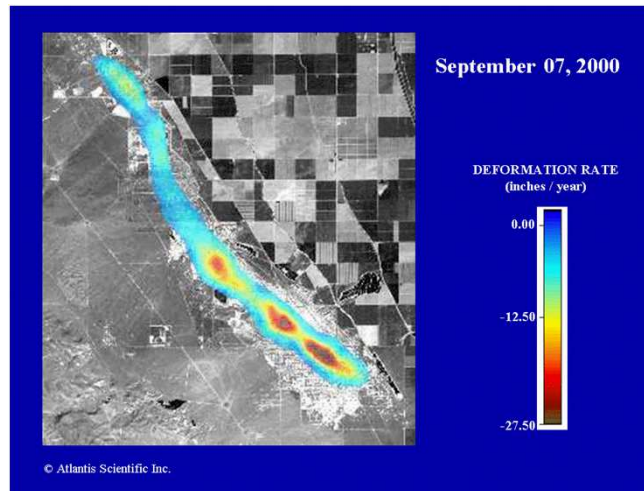 September 07, 2000
DEFORMATION RATE
(inches / year)
0.00
-12.50
-27.50
© Atlantis Scientific Inc.